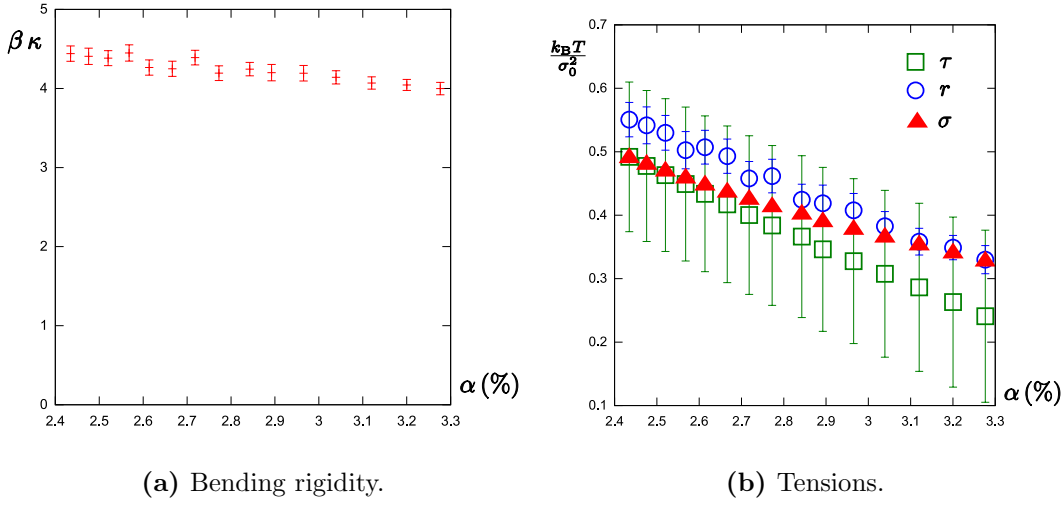 5
4
3
2
1
0
β κ
2.4 2.5 2.6 2.7 2.8 2.9 3 3.1 3.2 3.3
α (%)
(a) Bending rigidity.
0.7
0.6
0.5
0.4
0.3
0.2
0.1
k_B T / σ_0^2
τ
r
σ
2.4 2.5 2.6 2.7 2.8 2.9 3 3.1 3.2 3.3
α (%)
(b) Tensions.